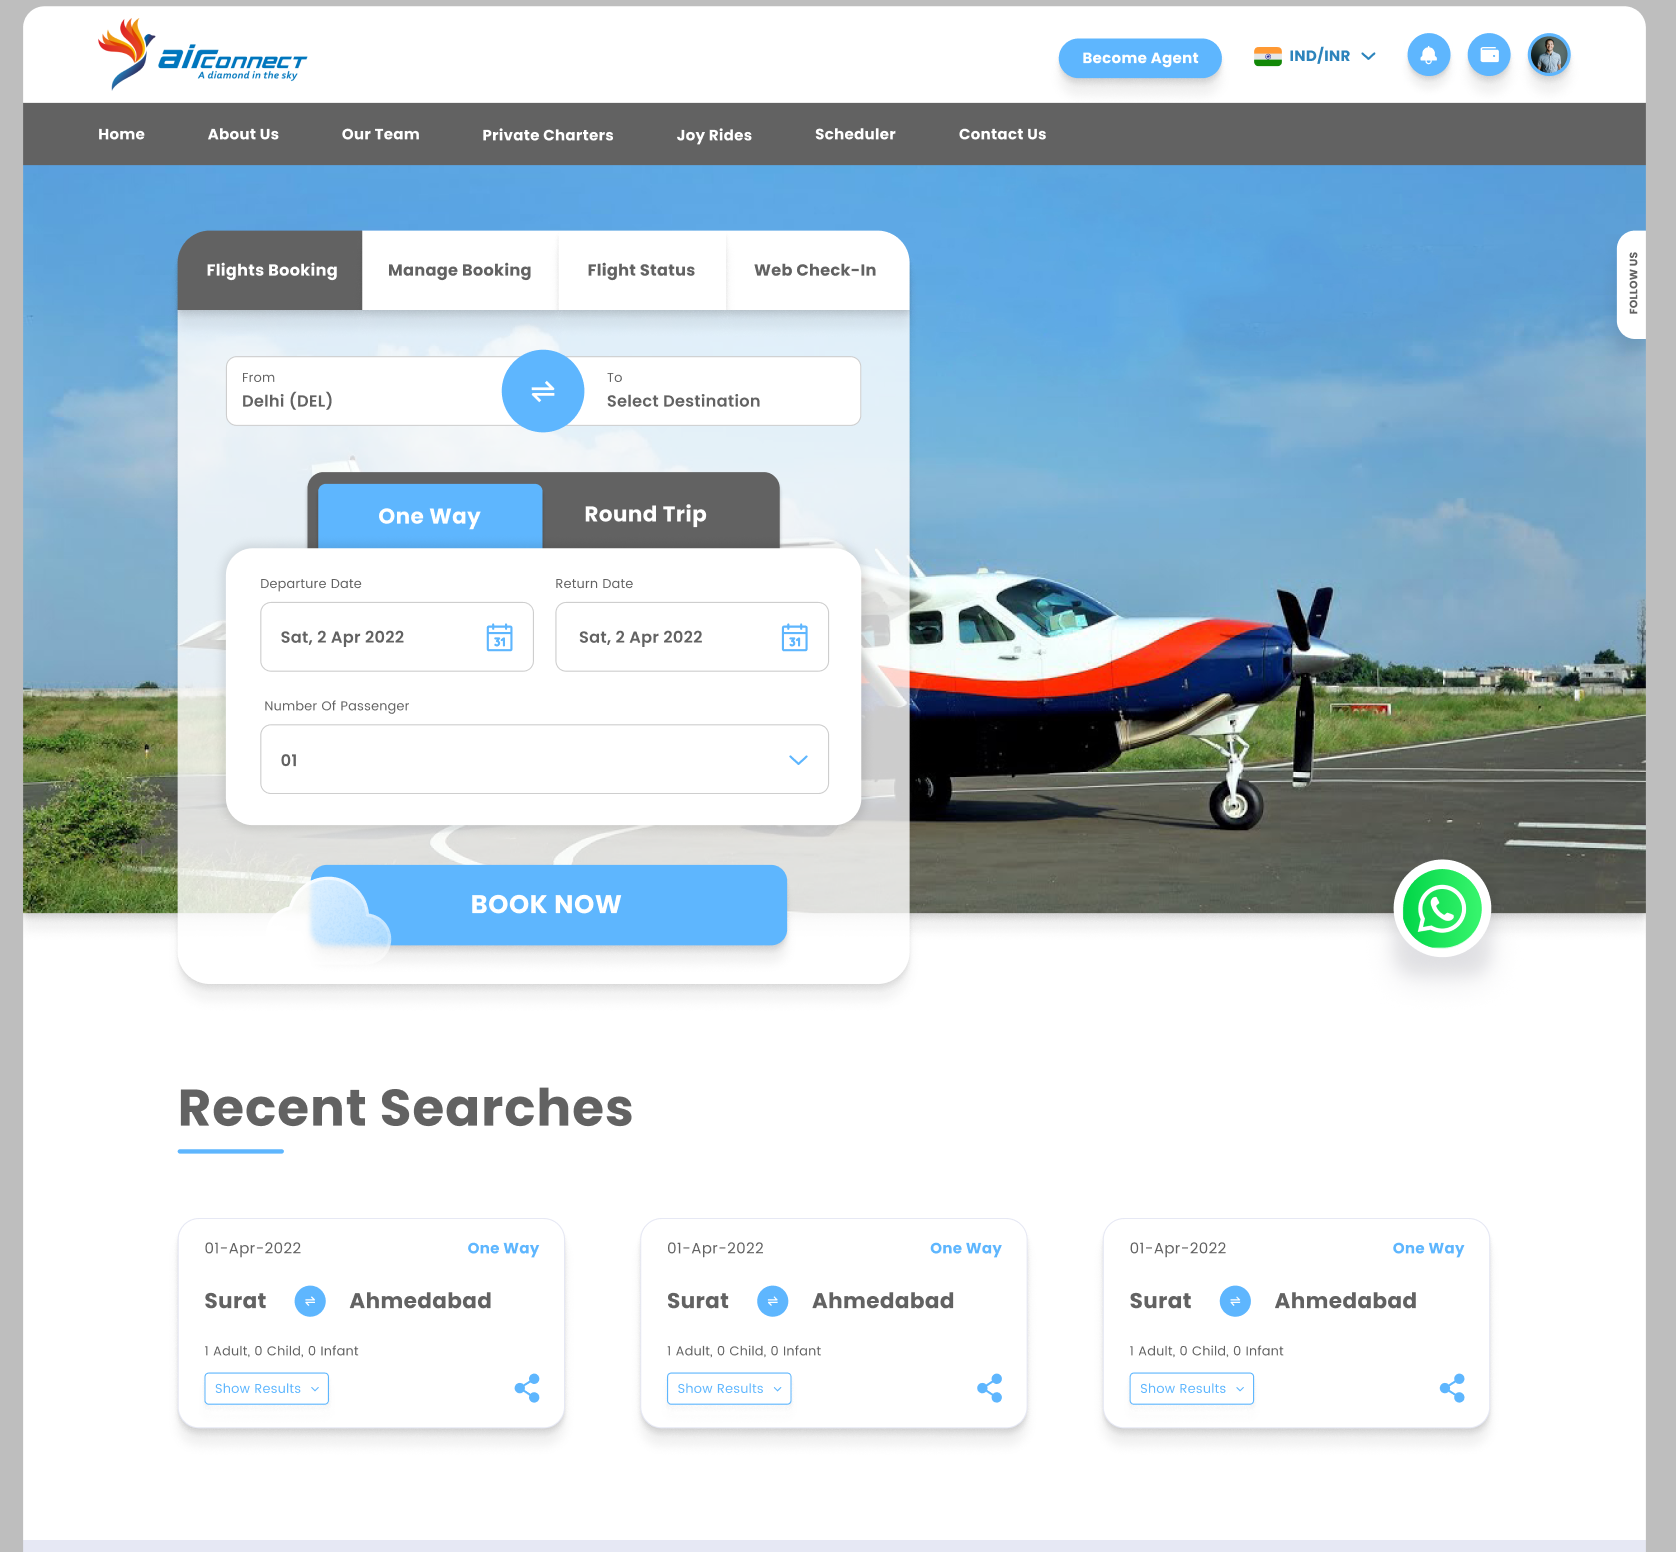 airconnect
A diamond in the sky
Become Agent
IND/INR
Home
About Us
Our Team
Private Charters
Joy Rides
Scheduler
Contact Us
Flights Booking
Manage Booking
Flight Status
Web Check-In
FOLLOW US
From
Delhi (DEL)
To
Select Destination
One Way
Round Trip
Departure Date
Return Date
Sat, 2 Apr 2022
31
Sat, 2 Apr 2022
31
Number Of Passenger
01
BOOK NOW
Recent Searches
01-Apr-2022
One Way
Surat
Ahmedabad
1 Adult, 0 Child, 0 Infant
Show Results
01-Apr-2022
One Way
Surat
Ahmedabad
1 Adult, 0 Child, 0 Infant
Show Results
01-Apr-2022
One Way
Surat
Ahmedabad
1 Adult, 0 Child, 0 Infant
Show Results